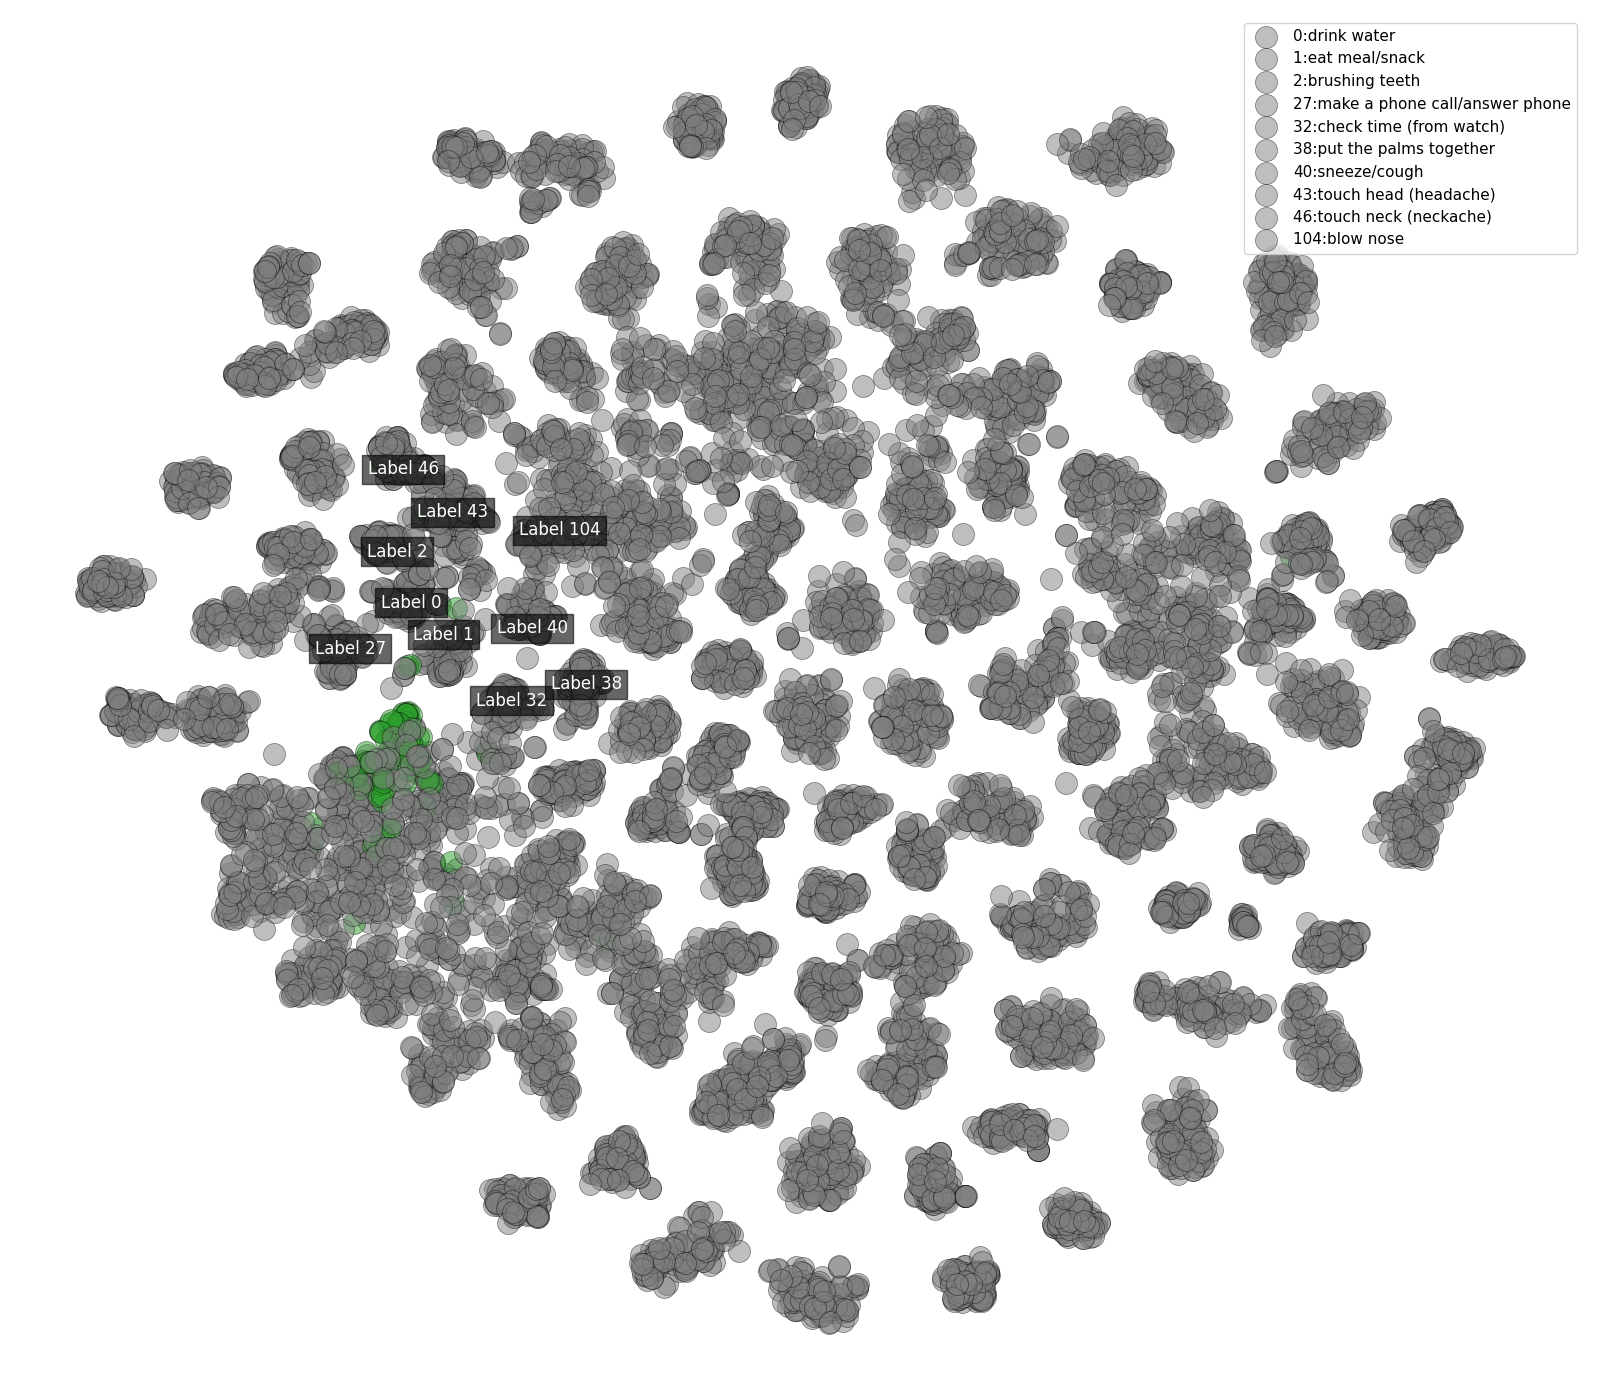 0:drink water
1:eat meal/snack
2:brushing teeth
27:make a phone call/answer phone
32:check time (from watch)
38:put the palms together
40:sneeze/cough
43:touch head (headache)
46:touch neck (neckache)
104:blow nose
Label 46
Label 43
Label 104
Label 2
Label 0
Label 40
Label 1
Label 27
Label 38
Label 32